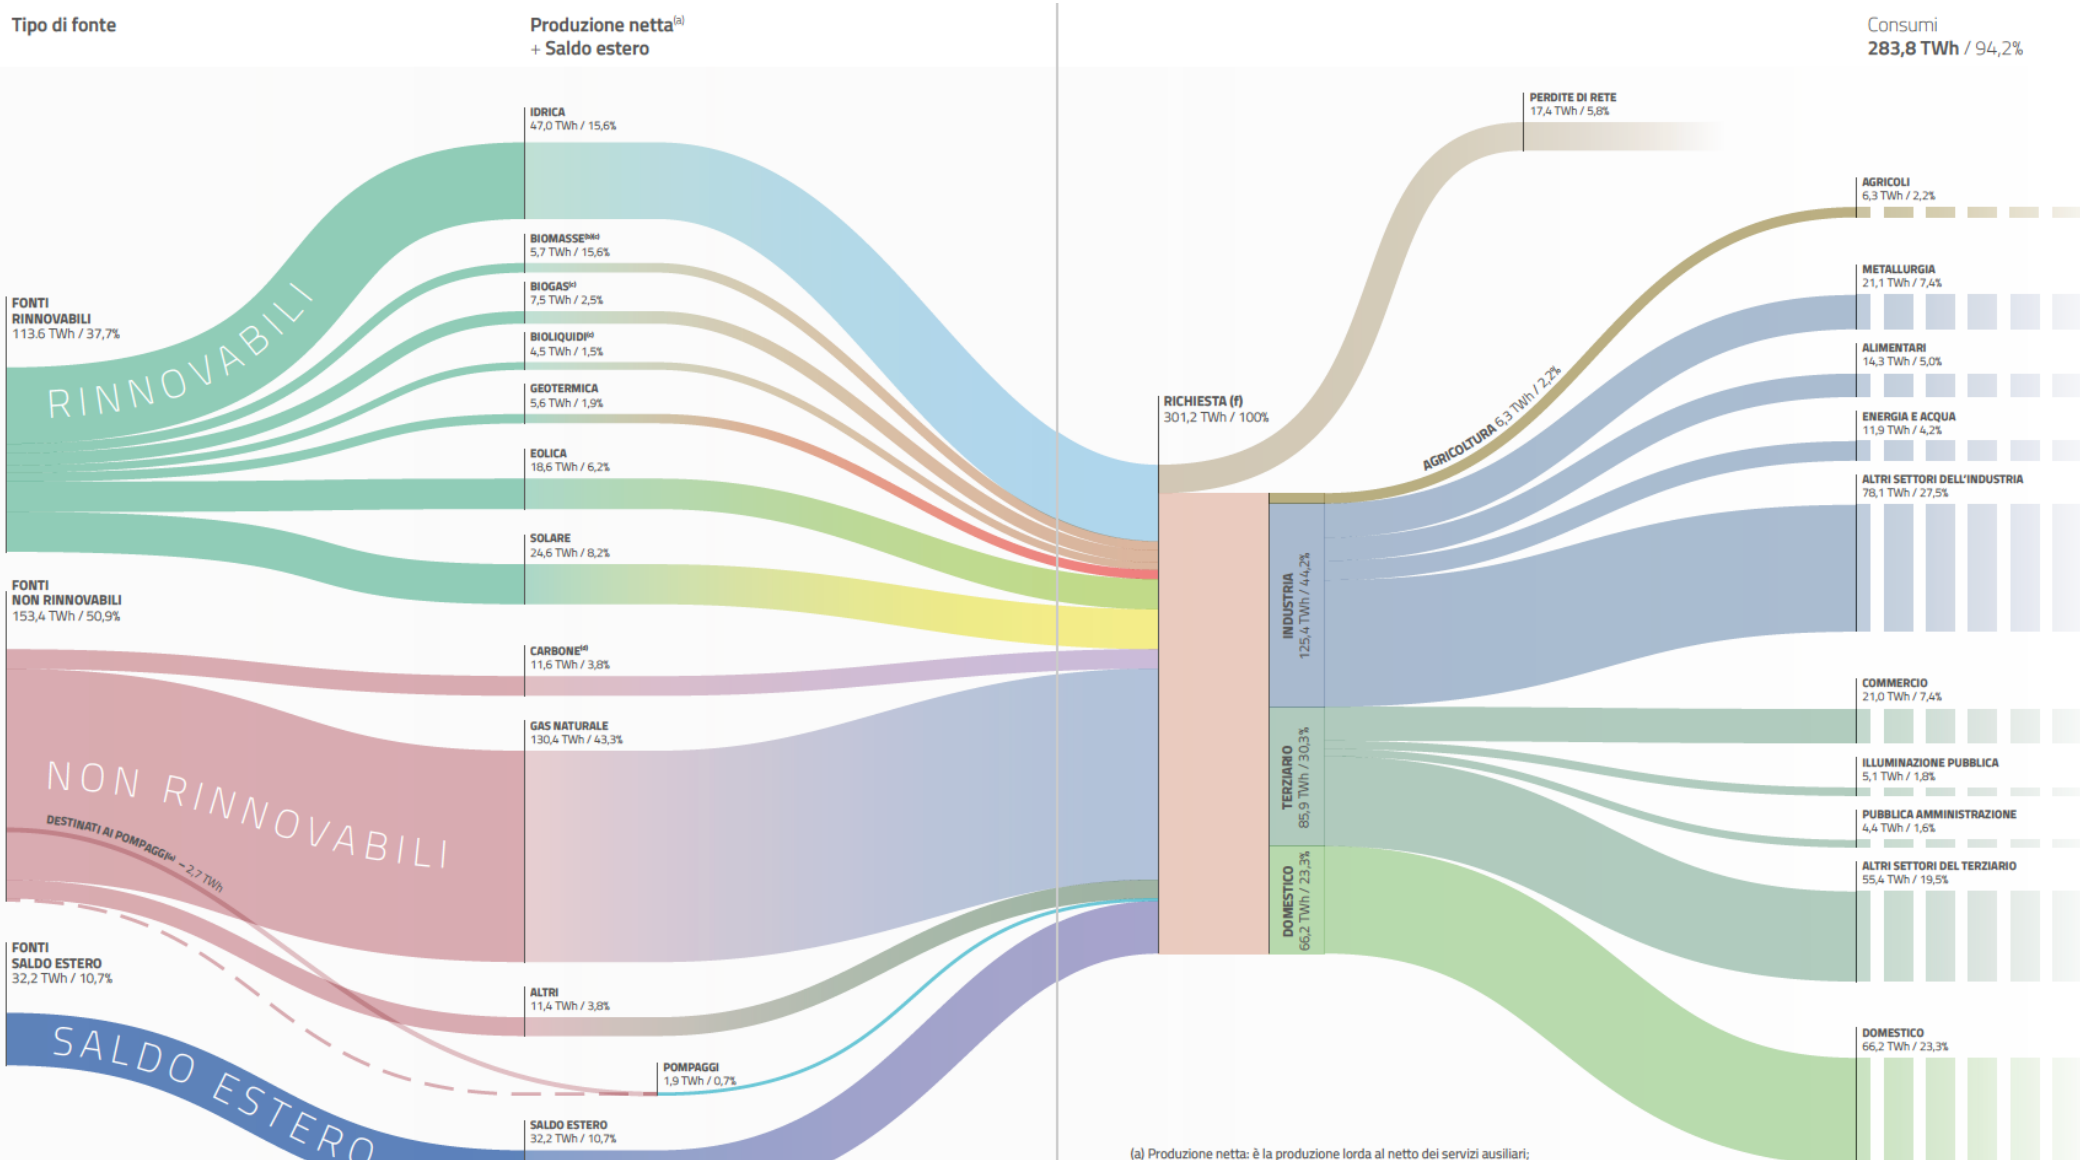 Tipo di fonte
Produzione netta(a)
+ Saldo estero
Consumi
283,8 TWh / 94,2%
FONTI
RINNOVABILI
113.6 TWh / 37,7%
RINNOVABILI
FONTI
NON RINNOVABILI
153,4 TWh / 50,9%
NON RINNOVABILI
DESTINATI AI POMPAGGI – 2,7 TWh
FONTI
SALDO ESTERO
32,2 TWh / 10,7%
SALDO ESTERO
IDRICA
47,0 TWh / 15,6%
BIOMASSE(b)(c)
5,7 TWh / 15,6%
BIOGAS(c)
7,5 TWh / 2,5%
BIOLIQUIDI(c)
4,5 TWh / 1,5%
GEOTERMICA
5,6 TWh / 1,9%
EOLICA
18,6 TWh / 6,2%
SOLARE
24,6 TWh / 8,2%
CARBONE(d)
11,6 TWh / 3,8%
GAS NATURALE
130,4 TWh / 43,3%
ALTRI
11,4 TWh / 3,8%
POMPAGGI
1,9 TWh / 0,7%
SALDO ESTERO
32,2 TWh / 10,7%
RICHIESTA (f)
301,2 TWh / 100%
PERDITE DI RETE
17,4 TWh / 5,8%
AGRICOLTURA 6,3 TWh / 2,2%
INDUSTRIA
125,4 TWh / 44,2%
TERZIARIO
85,9 TWh / 30,3%
DOMESTICO
66,2 TWh / 23,3%
AGRICOLI
6,3 TWh / 2,2%
METALLURGIA
21,1 TWh / 7,4%
ALIMENTARI
14,3 TWh / 5,0%
ENERGIA E ACQUA
11,9 TWh / 4,2%
ALTRI SETTORI DELL'INDUSTRIA
78,1 TWh / 27,5%
COMMERCIO
21,0 TWh / 7,4%
ILLUMINAZIONE PUBBLICA
5,1 TWh / 1,8%
PUBBLICA AMMINISTRAZIONE
4,4 TWh / 1,6%
ALTRI SETTORI DEL TERZIARIO
55,4 TWh / 19,5%
DOMESTICO
66,2 TWh / 23,3%
(a) Produzione netta: è la produzione lorda al netto dei servizi ausiliari;